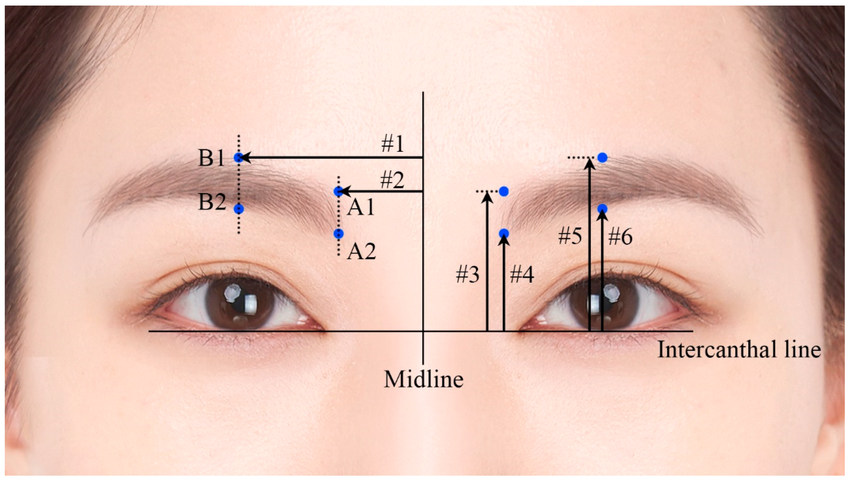 #1
B1
#2
B2
A1
A2
#3
#4
#5
#6
Intercanthal line
Midline